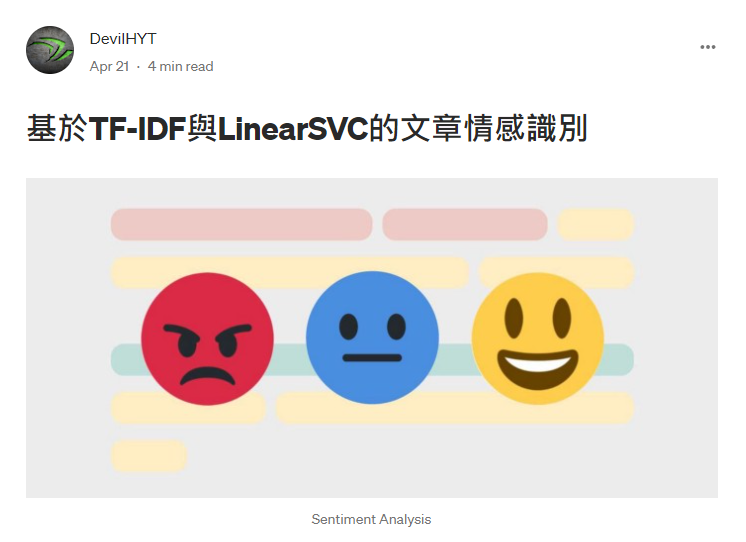 DevilHYT
Apr 21 · 4 min read
基於TF-IDF與LinearSVC的文章情感識別
Sentiment Analysis